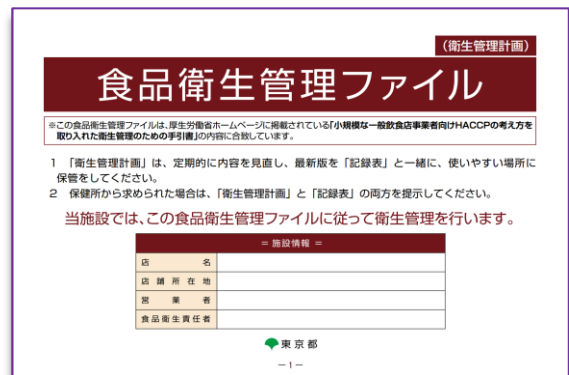 （衛生管理計画）
食品衛生管理ファイル
※この食品衛生管理ファイルは、厚生労働省ホームページに掲載されている「小規模な一般飲食店事業者向けHACCPの考え方を
取り入れた衛生管理のための手引書」の内容に合致しています。
1 「衛生管理計画」は、定期的に内容を見直し、最新版を「記録表」と一緒に、使いやすい場所に
保管をしてください。
2 保健所から求められた場合は、「衛生管理計画」と「記録表」の両方を提示してください。
当施設では、この食品衛生管理ファイルに従って衛生管理を行います。
＝ 施設情報 ＝
店名
店舗所在地
営業者
食品衛生責任者
東京都
－1－